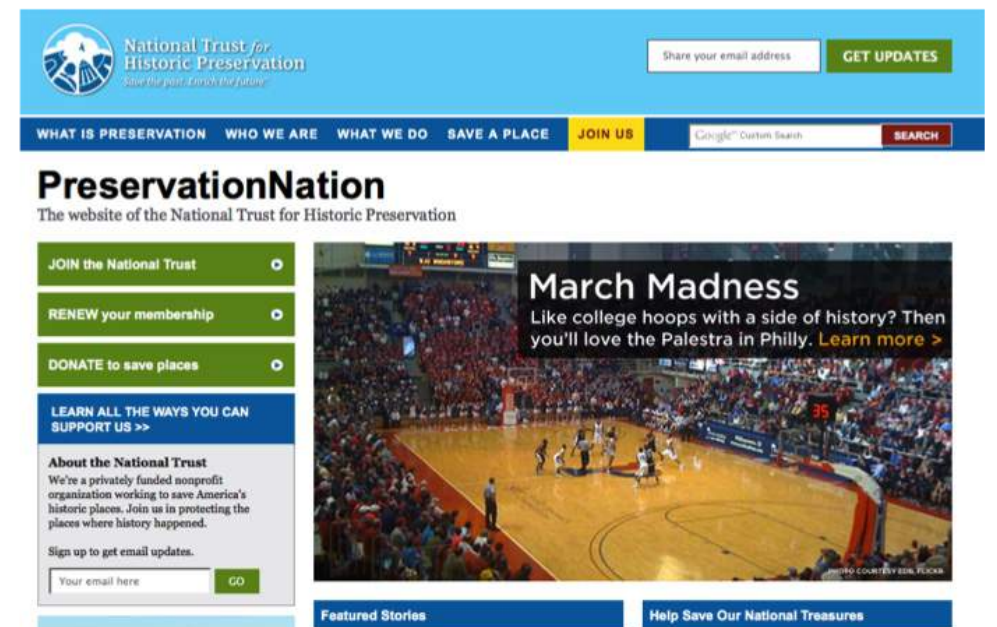 National Trust for
Historic Preservation
Save the past. Enrich the future.
Share your email address
GET UPDATES
WHAT IS PRESERVATION WHO WE ARE WHAT WE DO SAVE A PLACE JOIN US
Google™ Custom Search
SEARCH
PreservationNation
The website of the National Trust for Historic Preservation
JOIN the National Trust
RENEW your membership
DONATE to save places
LEARN ALL THE WAYS YOU CAN
SUPPORT US >>
About the National Trust
We're a privately funded nonprofit
organization working to save America's
historic places. Join us in protecting the
places where history happened.
Sign up to get email updates.
Your email here
GO
March Madness
Like college hoops with a side of history? Then
you'll love the Palestra in Philly. Learn more >
35
PHOTO COURTESY EDB, FLICKR
Featured Stories
Help Save Our National Treasures